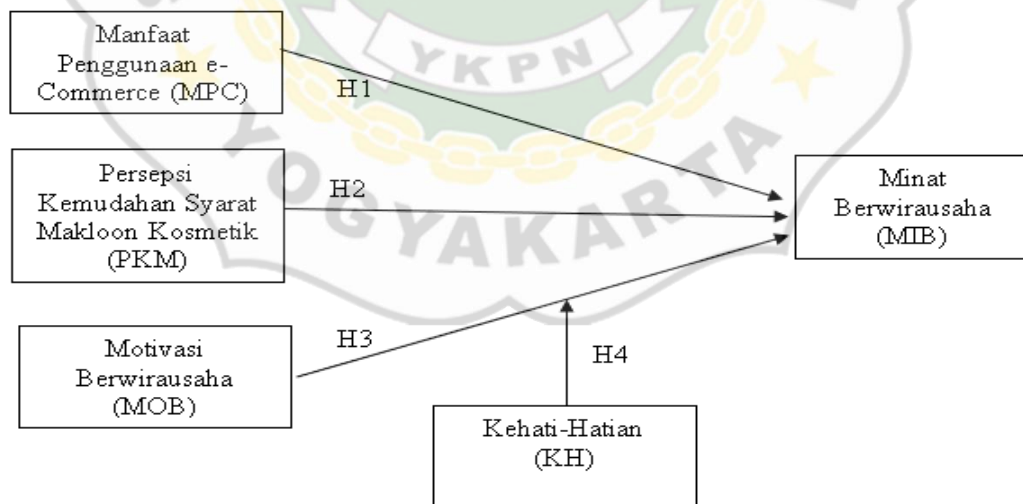 Manfaat
Penggunaan e-
Commerce (MPC)
H1
YKPN
YOGYAKARTA
Persepsi
Kemudahan Syarat
Makloon Kosmetik
(PKM)
H2
Minat
Berwirausaha
(MIB)
Motivasi
Berwirausaha
(MOB)
H3
H4
Kehati-Hatian
(KH)